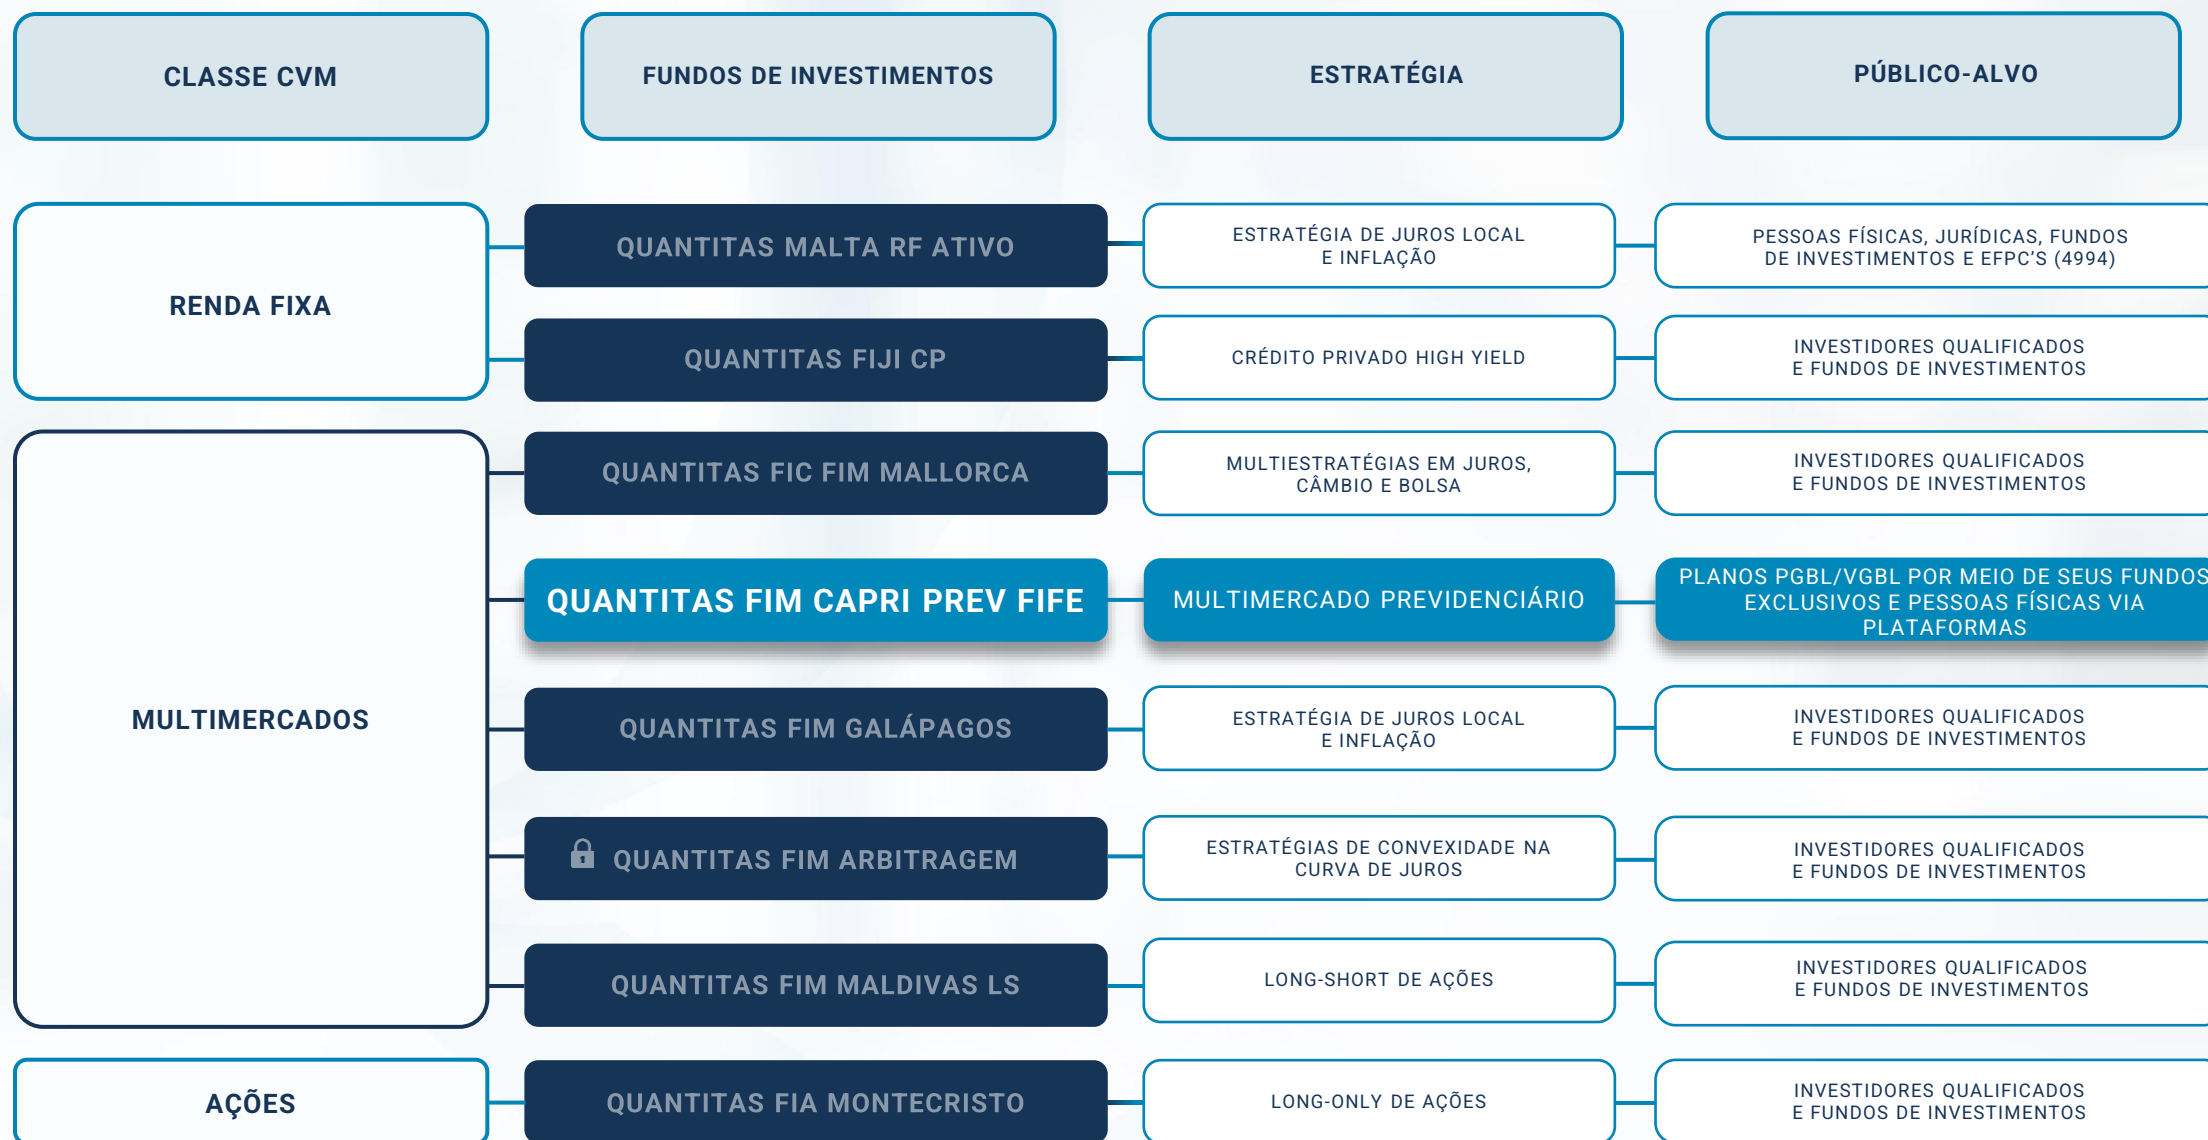 CLASSE CVM
FUNDOS DE INVESTIMENTOS
ESTRATÉGIA
PÚBLICO-ALVO
RENDA FIXA
QUANTITAS MALTA RF ATIVO
ESTRATÉGIA DE JUROS LOCAL
E INFLAÇÃO
PESSOAS FÍSICAS, JURÍDICAS, FUNDOS
DE INVESTIMENTOS E EFPC'S (4994)
QUANTITAS FIJI CP
CRÉDITO PRIVADO HIGH YIELD
INVESTIDORES QUALIFICADOS
E FUNDOS DE INVESTIMENTOS
MULTIMERCADOS
QUANTITAS FIC FIM MALLORCA
MULTIESTRATÉGIAS EM JUROS,
CÂMBIO E BOLSA
INVESTIDORES QUALIFICADOS
E FUNDOS DE INVESTIMENTOS
QUANTITAS FIM CAPRI PREV FIFE
MULTIMERCADO PREVIDENCIÁRIO
PLANOS PGBL/VGBL POR MEIO DE SEUS FUNDOS
EXCLUSIVOS E PESSOAS FÍSICAS VIA
PLATAFORMAS
QUANTITAS FIM GALÁPAGOS
ESTRATÉGIA DE JUROS LOCAL
E INFLAÇÃO
INVESTIDORES QUALIFICADOS
E FUNDOS DE INVESTIMENTOS
QUANTITAS FIM ARBITRAGEM
ESTRATÉGIAS DE CONVEXIDADE NA
CURVA DE JUROS
INVESTIDORES QUALIFICADOS
E FUNDOS DE INVESTIMENTOS
QUANTITAS FIM MALDIVAS LS
LONG-SHORT DE AÇÕES
INVESTIDORES QUALIFICADOS
E FUNDOS DE INVESTIMENTOS
AÇÕES
QUANTITAS FIA MONTECRISTO
LONG-ONLY DE AÇÕES
INVESTIDORES QUALIFICADOS
E FUNDOS DE INVESTIMENTOS